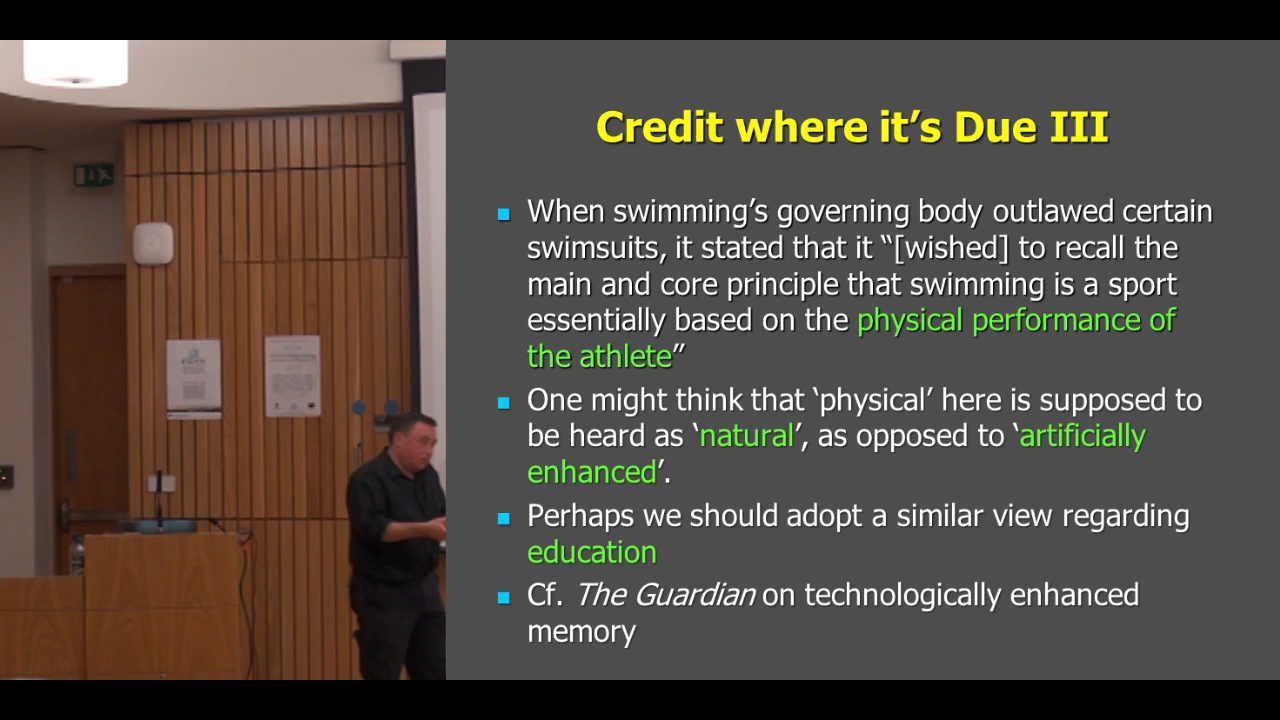 Credit where it’s Due III
When swimming’s governing body outlawed certain
swimsuits, it stated that it “[wished] to recall the
main and core principle that swimming is a sport
essentially based on the physical performance of
the athlete”
One might think that ‘physical’ here is supposed to
be heard as ‘natural’, as opposed to ‘artificially
enhanced’.
Perhaps we should adopt a similar view regarding
education
Cf. The Guardian on technologically enhanced
memory